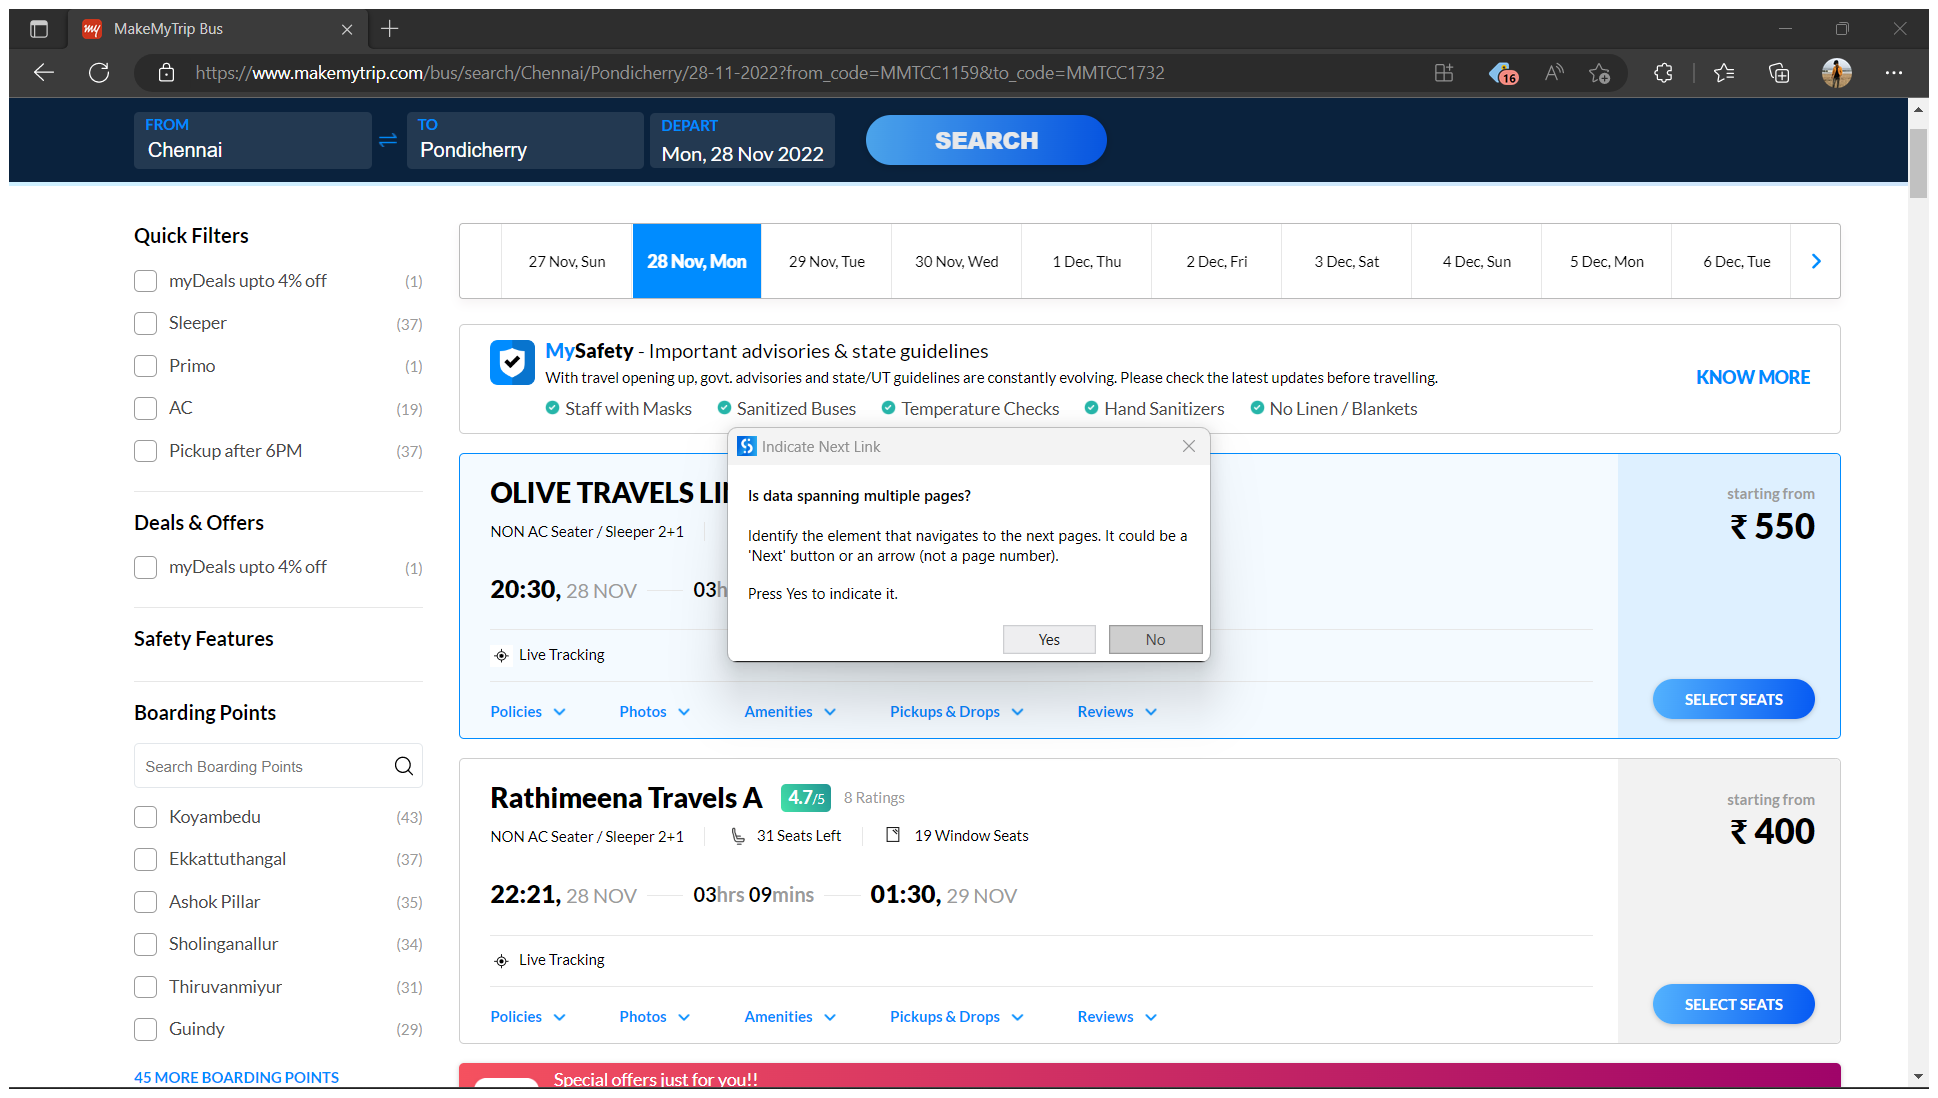 MakeMyTrip Bus
https://www.makemytrip.com/bus/search/Chennai/Pondicherry/28-11-2022?from_code=MMTCC1159&to_code=MMTCC1732
16
FROM
Chennai
TO
Pondicherry
DEPART
Mon, 28 Nov 2022
SEARCH
Quick Filters
myDeals upto 4% off (1)
Sleeper (37)
Primo (1)
AC (19)
Pickup after 6PM (37)
Deals & Offers
myDeals upto 4% off (1)
Safety Features
Boarding Points
Search Boarding Points
Koyambedu (43)
Ekkattuthangal (37)
Ashok Pillar (35)
Sholinganallur (34)
Thiruvanmiyur (31)
Guindy (29)
45 MORE BOARDING POINTS
27 Nov, Sun 28 Nov, Mon 29 Nov, Tue 30 Nov, Wed 1 Dec, Thu 2 Dec, Fri 3 Dec, Sat 4 Dec, Sun 5 Dec, Mon 6 Dec, Tue
MySafety - Important advisories & state guidelines
With travel opening up, govt. advisories and state/UT guidelines are constantly evolving. Please check the latest updates before travelling.
Staff with Masks Sanitized Buses Temperature Checks Hand Sanitizers No Linen / Blankets
KNOW MORE
Indicate Next Link
Is data spanning multiple pages?
Identify the element that navigates to the next pages. It could be a
'Next' button or an arrow (not a page number).
Press Yes to indicate it.
Yes No
OLIVE TRAVELS
NON AC Seater / Sleeper 2+1
20:30, 28 NOV 03h
Live Tracking
Policies Photos Amenities Pickups & Drops Reviews
starting from
₹ 550
SELECT SEATS
Rathimeena Travels A 4.7/5 8 Ratings
NON AC Seater / Sleeper 2+1 31 Seats Left 19 Window Seats
22:21, 28 NOV 03hrs 09mins 01:30, 29 NOV
Live Tracking
Policies Photos Amenities Pickups & Drops Reviews
starting from
₹ 400
SELECT SEATS
Special offers just for you!!